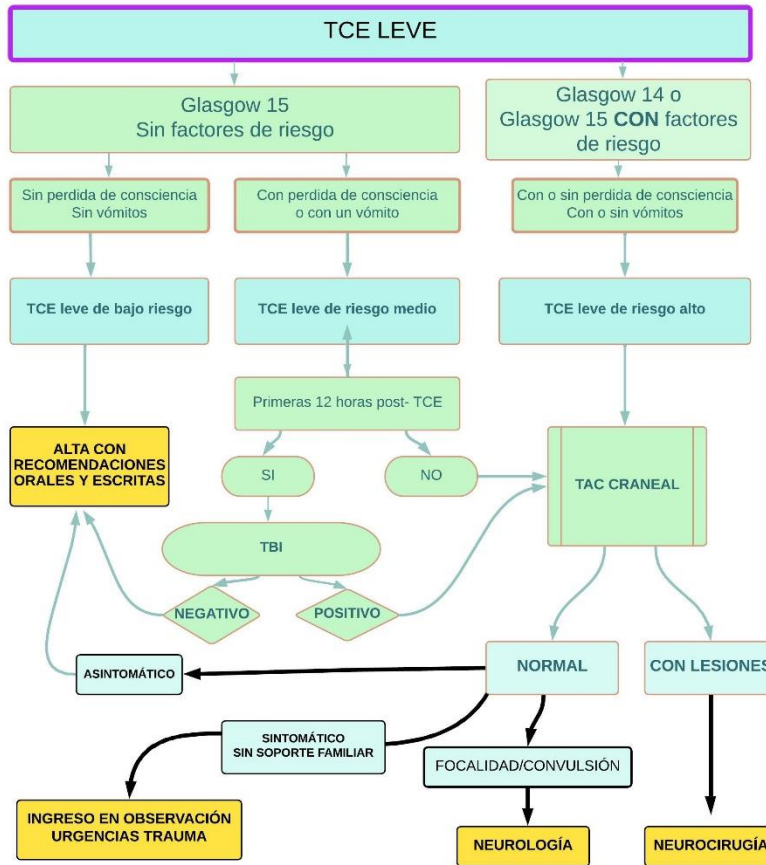 TCE LEVE
Glasgow 15
Sin factores de riesgo
Glasgow 14 o
Glasgow 15 CON factores
de riesgo
Sin perdida de consciencia
Sin vómitos
Con perdida de consciencia
o con un vómito
Con o sin perdida de consciencia
Con o sin vómitos
TCE leve de bajo riesgo
TCE leve de riesgo medio
TCE leve de riesgo alto
Primeras 12 horas post- TCE
ALTA CON
RECOMENDACIONES
ORALES Y ESCRITAS
SI
NO
TAC CRANEAL
TBI
NEGATIVO
POSITIVO
NORMAL
CON LESIONES
ASINTOMÁTICO
SINTOMÁTICO
SIN SOPORTE FAMILIAR
FOCALIDAD/CONVULSIÓN
INGRESO EN OBSERVACIÓN
URGENCIAS TRAUMA
NEUROLOGÍA
NEUROCIRUGÍA